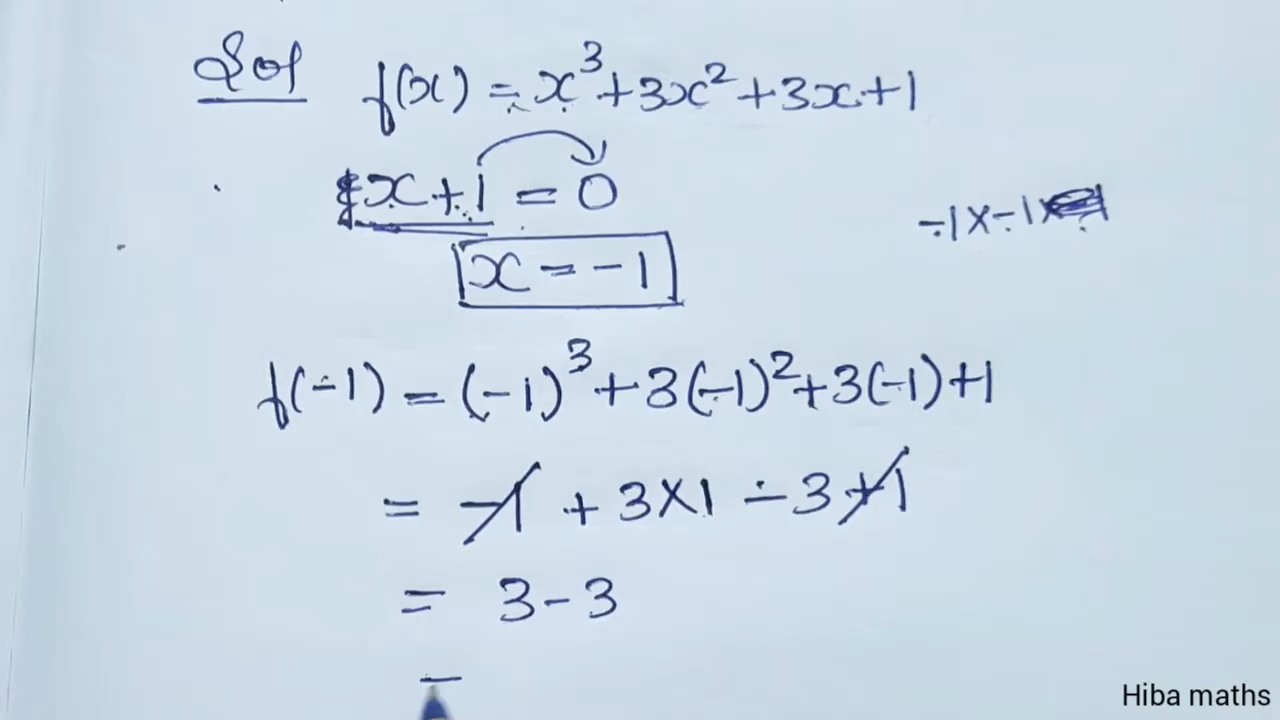 Sol f(x) = x³ + 3x² + 3x + 1
x + 1 = 0
-1 x -1 x
x = -1
f(-1) = (-1)³ + 3(-1)² + 3(-1) + 1
= -1 + 3 x 1 - 3 + 1
= 3 - 3
Hiba maths